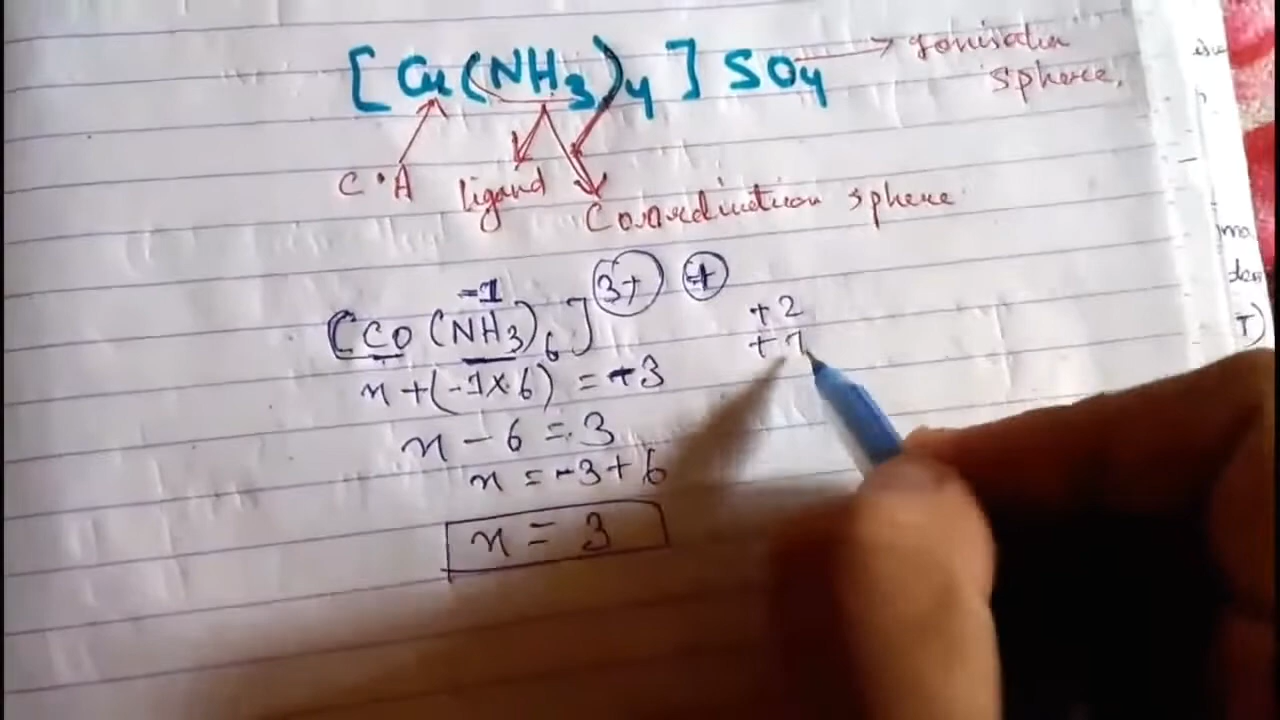 [Cu(NH3)4] SO4 → Ionisation
sphere.
C·A ligand Coordination sphere
-1
[CO(NH3)6]3+ +
x+(-1×6) = +3
x - 6 = 3
x = -3+6
x = 3
+2
+1